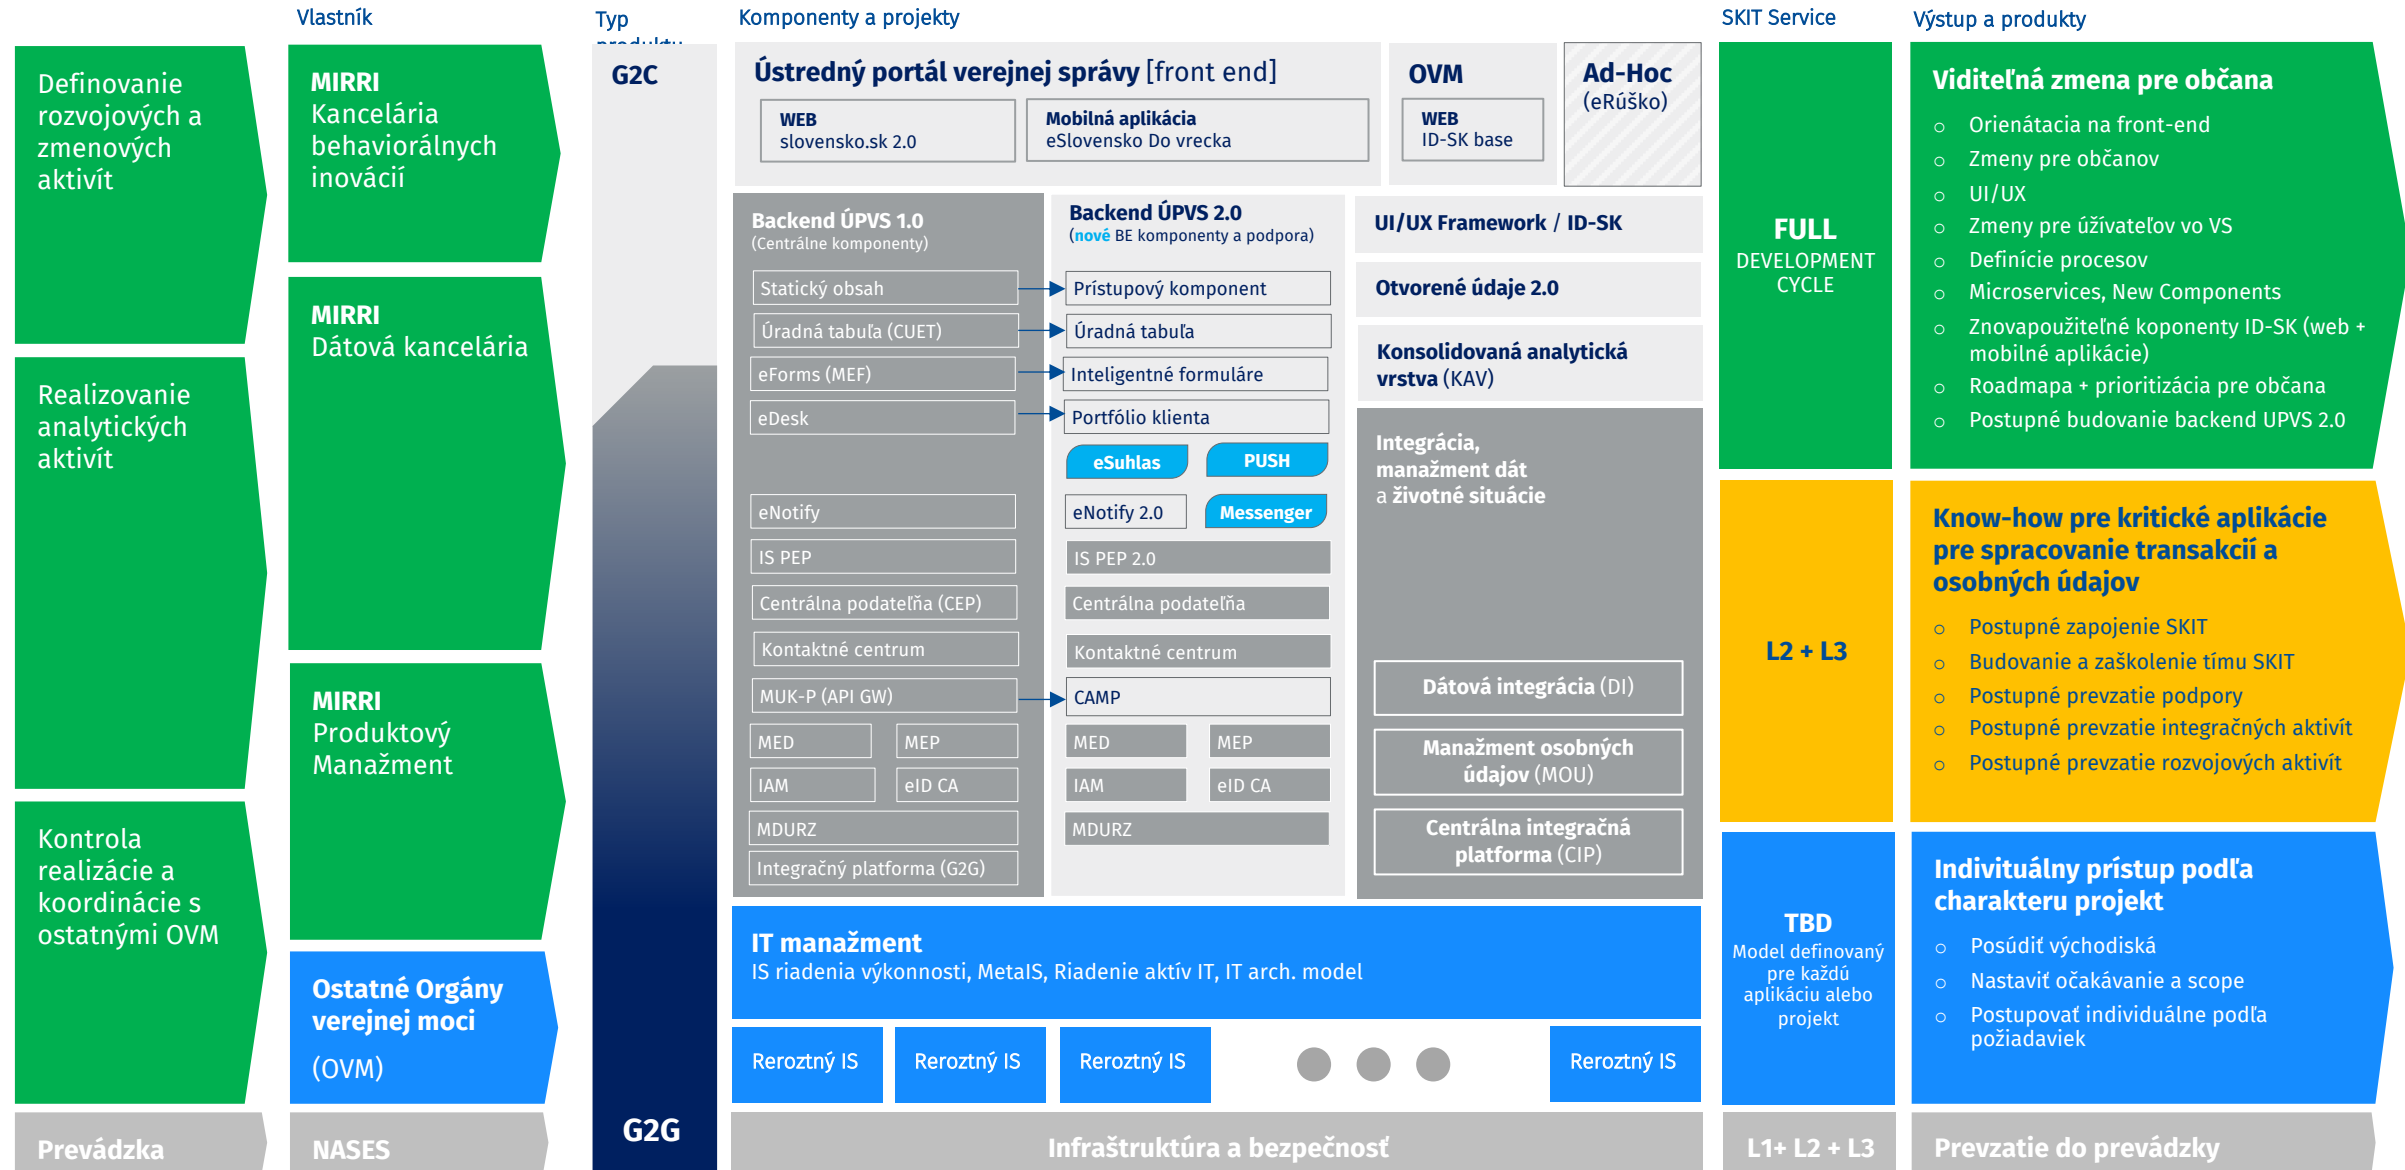 Vlastník
Typ
Komponenty a projekty
SKIT Service
Výstup a produkty
Definovanie
rozvojových a
zmenových
aktivít
Realizovanie
analytických
aktivít
Kontrola
realizácie a
koordinácie s
ostatnými OVM
Prevádzka
MIRRI
Kancelária
behaviorálnych
inovácií
MIRRI
Dátová kancelária
MIRRI
Produktový
Manažment
Ostatné Orgány
verejnej moci
(OVM)
NASES
G2C
G2G
Ústredný portál verejnej správy [front end]
WEB
slovensko.sk 2.0
Mobilná aplikácia
eSlovensko Do vrecka
OVM
WEB
ID-SK base
Ad-Hoc
(eRúško)
Backend ÚPVS 1.0
(Centrálne komponenty)
Statický obsah
Úradná tabuľa (CUET)
eForms (MEF)
eDesk
eNotify
IS PEP
Centrálna podateľňa (CEP)
Kontaktné centrum
MUK-P (API GW)
MED
MEP
IAM
eID CA
MDURZ
Integračný platforma (G2G)
Backend ÚPVS 2.0
(nové BE komponenty a podpora)
Prístupový komponent
Úradná tabuľa
Inteligentné formuláre
Portfólio klienta
eSuhlas
PUSH
eNotify 2.0
Messenger
IS PEP 2.0
Centrálna podateľňa
Kontaktné centrum
CAMP
MED
MEP
IAM
eID CA
MDURZ
UI/UX Framework / ID-SK
Otvorené údaje 2.0
Konsolidovaná analytická
vrstva (KAV)
Integrácia,
manažment dát
a životné situácie
Dátová integrácia (DI)
Manažment osobných
údajov (MOU)
Centrálna integračná
platforma (CIP)
IT manažment
IS riadenia výkonnosti, MetaIS, Riadenie aktív IT, IT arch. model
Reroztný IS
Reroztný IS
Reroztný IS
Reroztný IS
Infraštruktúra a bezpečnosť
FULL
DEVELOPMENT
CYCLE
L2 + L3
TBD
Model definovaný
pre každú
aplikáciu alebo
projekt
L1+ L2 + L3
Viditeľná zmena pre občana
o Orienátacia na front-end
o Zmeny pre občanov
o UI/UX
o Zmeny pre úžívateľov vo VS
o Definície procesov
o Microservices, New Components
o Znovapoužiteľné koponenty ID-SK (web +
mobilné aplikácie)
o Roadmapa + prioritizácia pre občana
o Postupné budovanie backend UPVS 2.0
Know-how pre kritické aplikácie
pre spracovanie transakcií a
osobných údajov
o Postupné zapojenie SKIT
o Budovanie a zaškolenie tímu SKIT
o Postupné prevzatie podpory
o Postupné prevzatie integračných aktivít
o Postupné prevzatie rozvojových aktivít
Indivituálny prístup podľa
charakteru projekt
o Posúdiť východiská
o Nastaviť očakávanie a scope
o Postupovať individuálne podľa
požiadaviek
Prevzatie do prevádzky